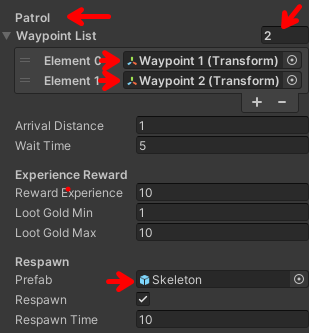 Patrol
Waypoint List 2
Element 0 Waypoint 1 (Transform)
Element 1 Waypoint 2 (Transform)
Arrival Distance 1
Wait Time 5
Experience Reward
Reward Experience 10
Loot Gold Min 1
Loot Gold Max 10
Respawn
Prefab Skeleton
Respawn
Respawn Time 10